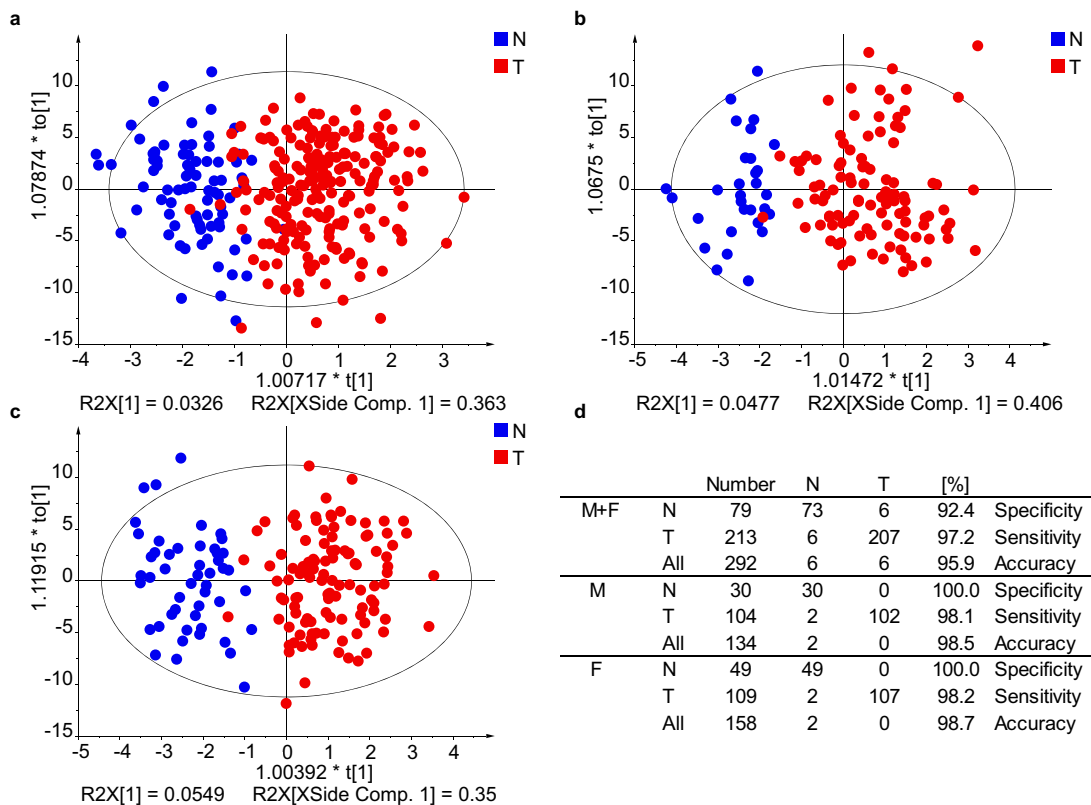 a
N
T
10
5
0
-5
-10
-15
1.07874 * to[1]
-4 -3 -2 -1 0 1 2 3
1.00717 * t[1]
R2X[1] = 0.0326 R2X[XSide Comp. 1] = 0.363
b
N
T
10
5
0
-5
-10
-15
1.0675 * to[1]
-5 -4 -3 -2 -1 0 1 2 3 4
1.01472 * t[1]
R2X[1] = 0.0477 R2X[XSide Comp. 1] = 0.406
c
N
T
10
5
0
-5
-10
-15
1.11915 * to[1]
-5 -4 -3 -2 -1 0 1 2 3 4
1.00392 * t[1]
R2X[1] = 0.0549 R2X[XSide Comp. 1] = 0.35
d
Number N T [%]
M+F N 79 73 6 92.4 Specificity
T 213 6 207 97.2 Sensitivity
All 292 6 6 95.9 Accuracy
M N 30 30 0 100.0 Specificity
T 104 2 102 98.1 Sensitivity
All 134 2 0 98.5 Accuracy
F N 49 49 0 100.0 Specificity
T 109 2 107 98.2 Sensitivity
All 158 2 0 98.7 Accuracy